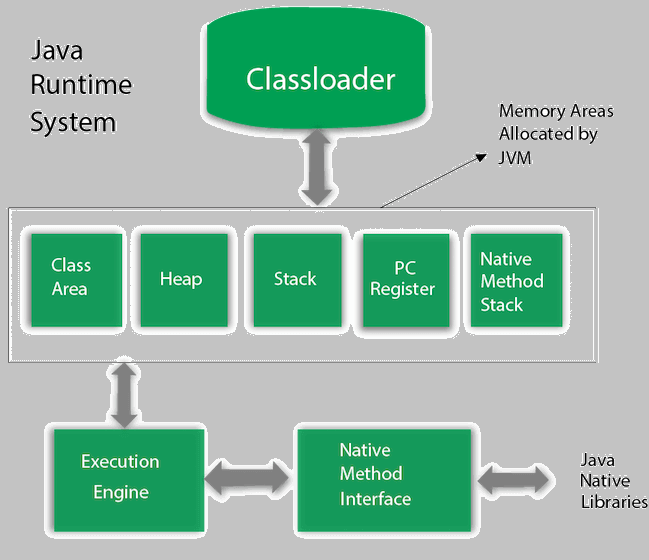 Java
Runtime
System
Classloader
Memory Areas
Allocated by
JVM
Class
Area
Heap
Stack
PC
Register
Native
Method
Stack
Execution
Engine
Native
Method
Interface
Java
Native
Libraries